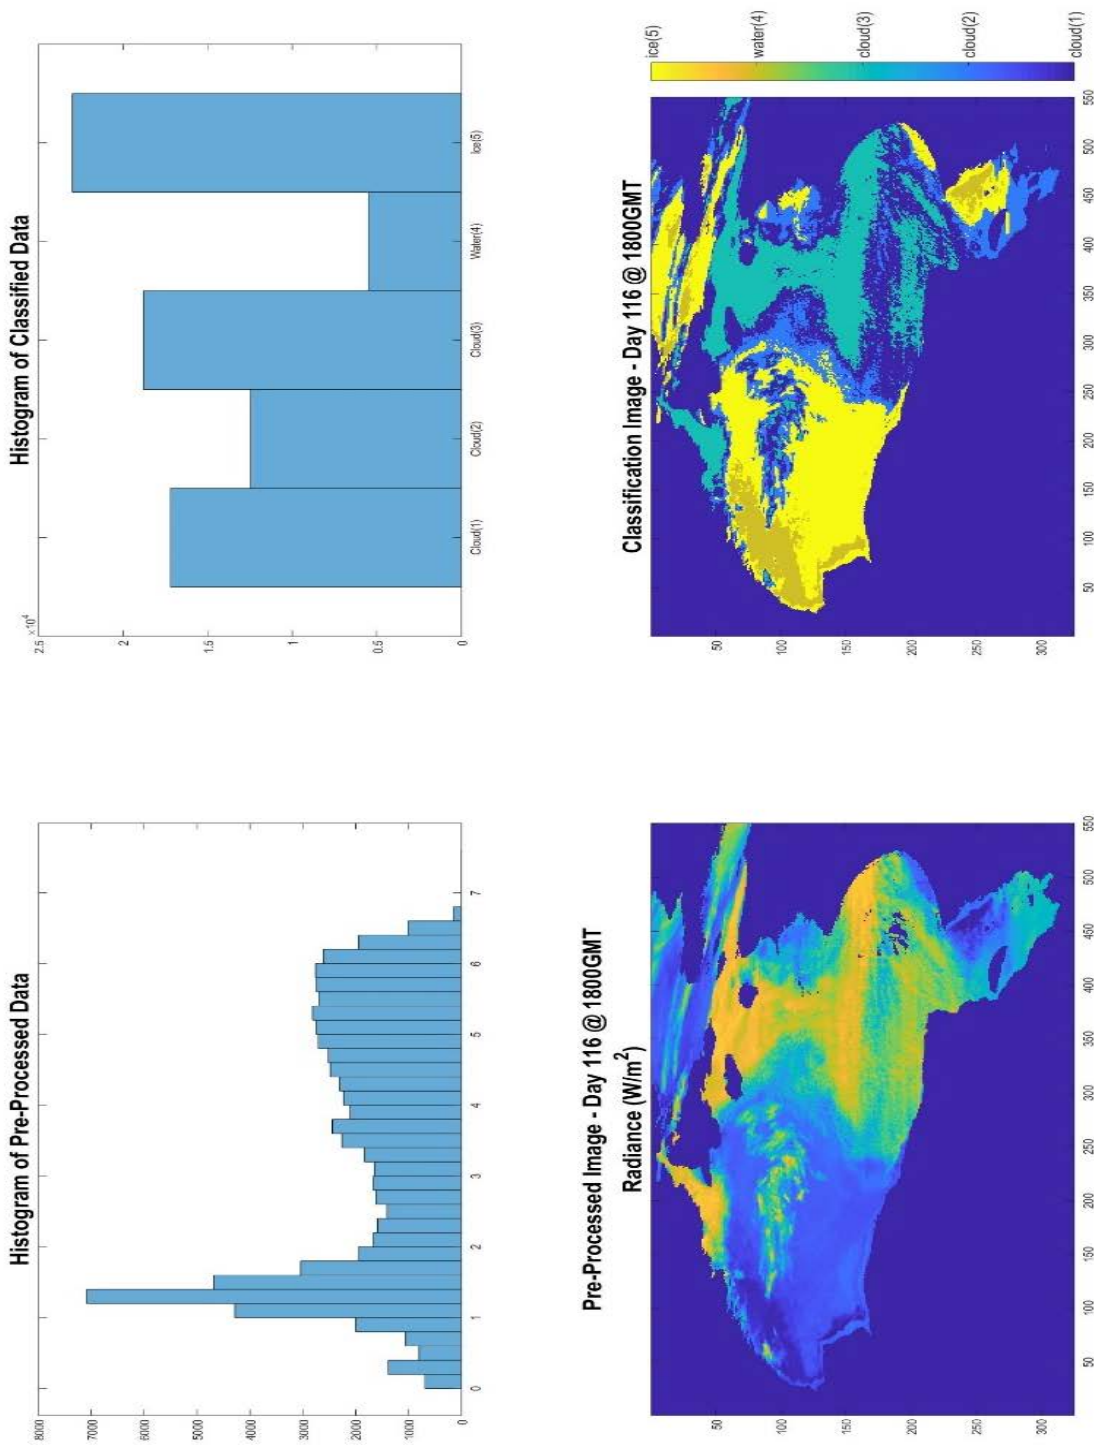 Histogram of Pre-Processed Data
8000
7000
6000
5000
4000
3000
2000
1000
0
0 1 2 3 4 5 6 7
Histogram of Classified Data
×10⁴
2.5
2
1.5
1
0.5
0
Cloud(1) Cloud(2) Cloud(3) Water(4) Ice(5)
Pre-Processed Image - Day 116 @ 1800GMT
Radiance (W/m²)
50
100
150
200
250
300
50 100 150 200 250 300 350 400 450 500 550
Classification Image - Day 116 @ 1800GMT
50
100
150
200
250
300
50 100 150 200 250 300 350 400 450 500 550
ice(5)
water(4)
cloud(3)
cloud(2)
cloud(1)